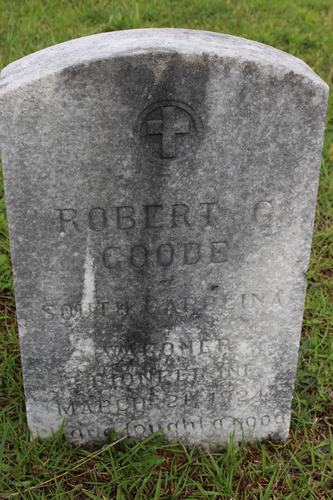 ROBERT G.
GOODE
SOUTH CAROLINA
WAGONER
PIONEER INF.
MARCH 21, 1924